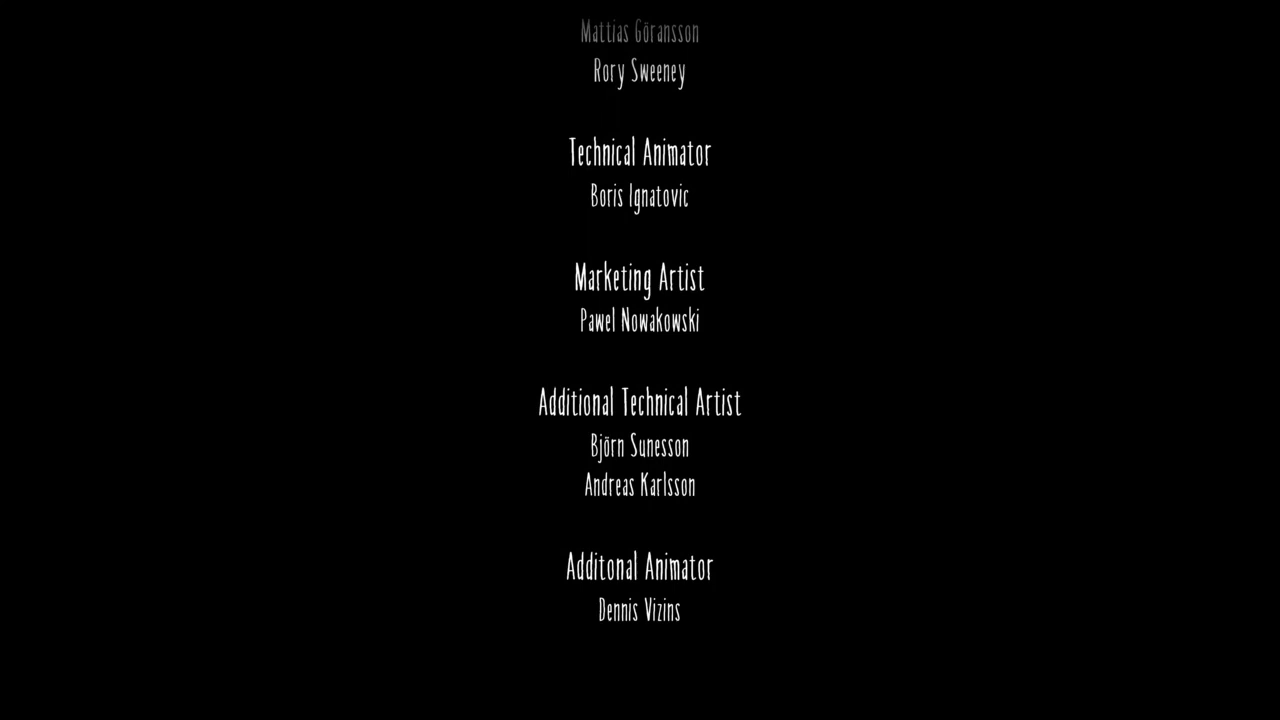 Mattias Göransson
Rory Sweeney
Technical Animator
Boris Ignatovic
Marketing Artist
Pawel Nowakowski
Additional Technical Artist
Björn Sunesson
Andreas Karlsson
Additonal Animator
Dennis Vizins